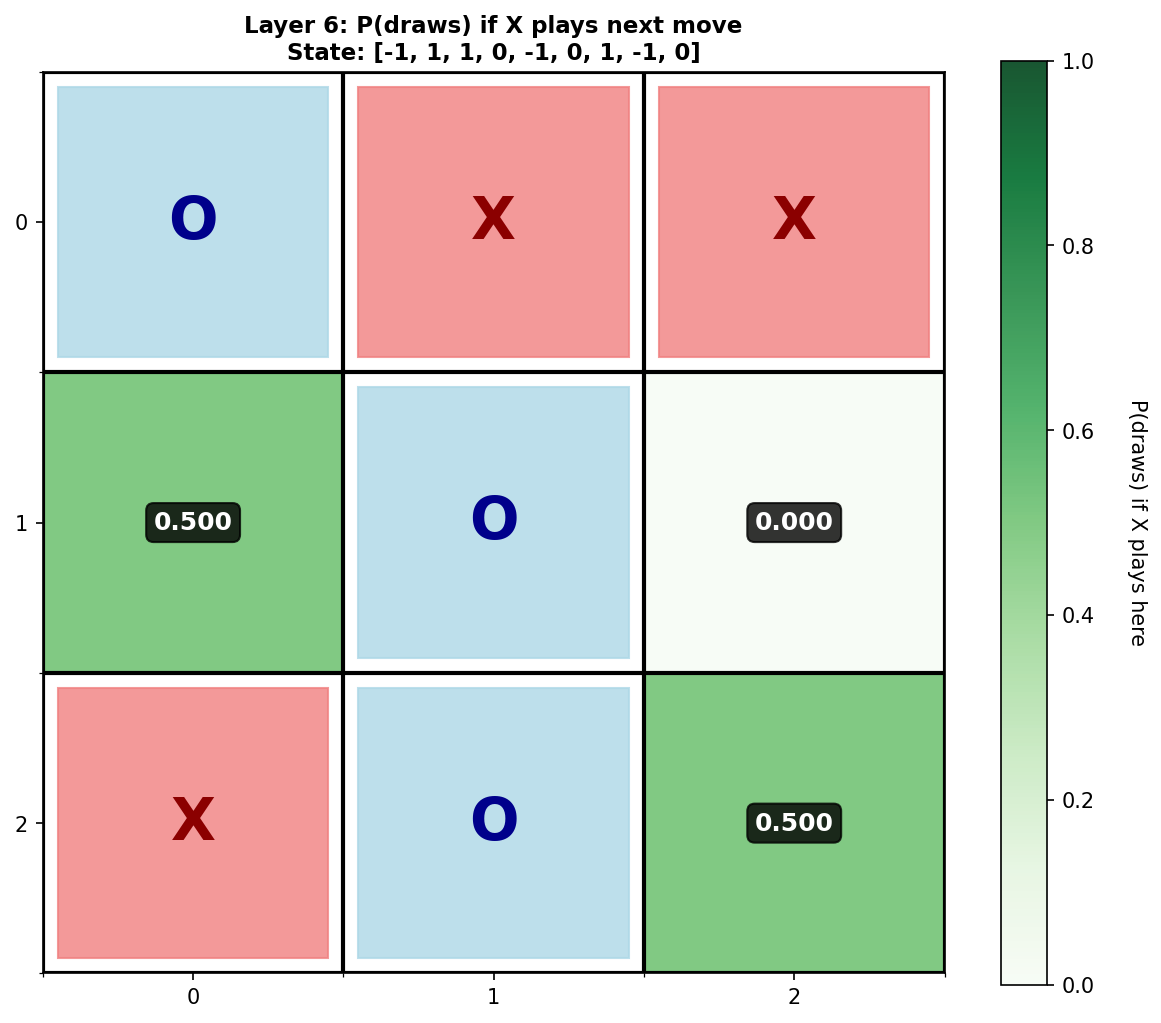 Layer 6: P(draws) if X plays next move
State: [-1, 1, 1, 0, -1, 0, 1, -1, 0]
0
O
X
X
1
0.500
O
0.000
2
X
O
0.500
0
1
2
1.0
0.8
0.6
0.4
0.2
0.0
P(draws) if X plays here